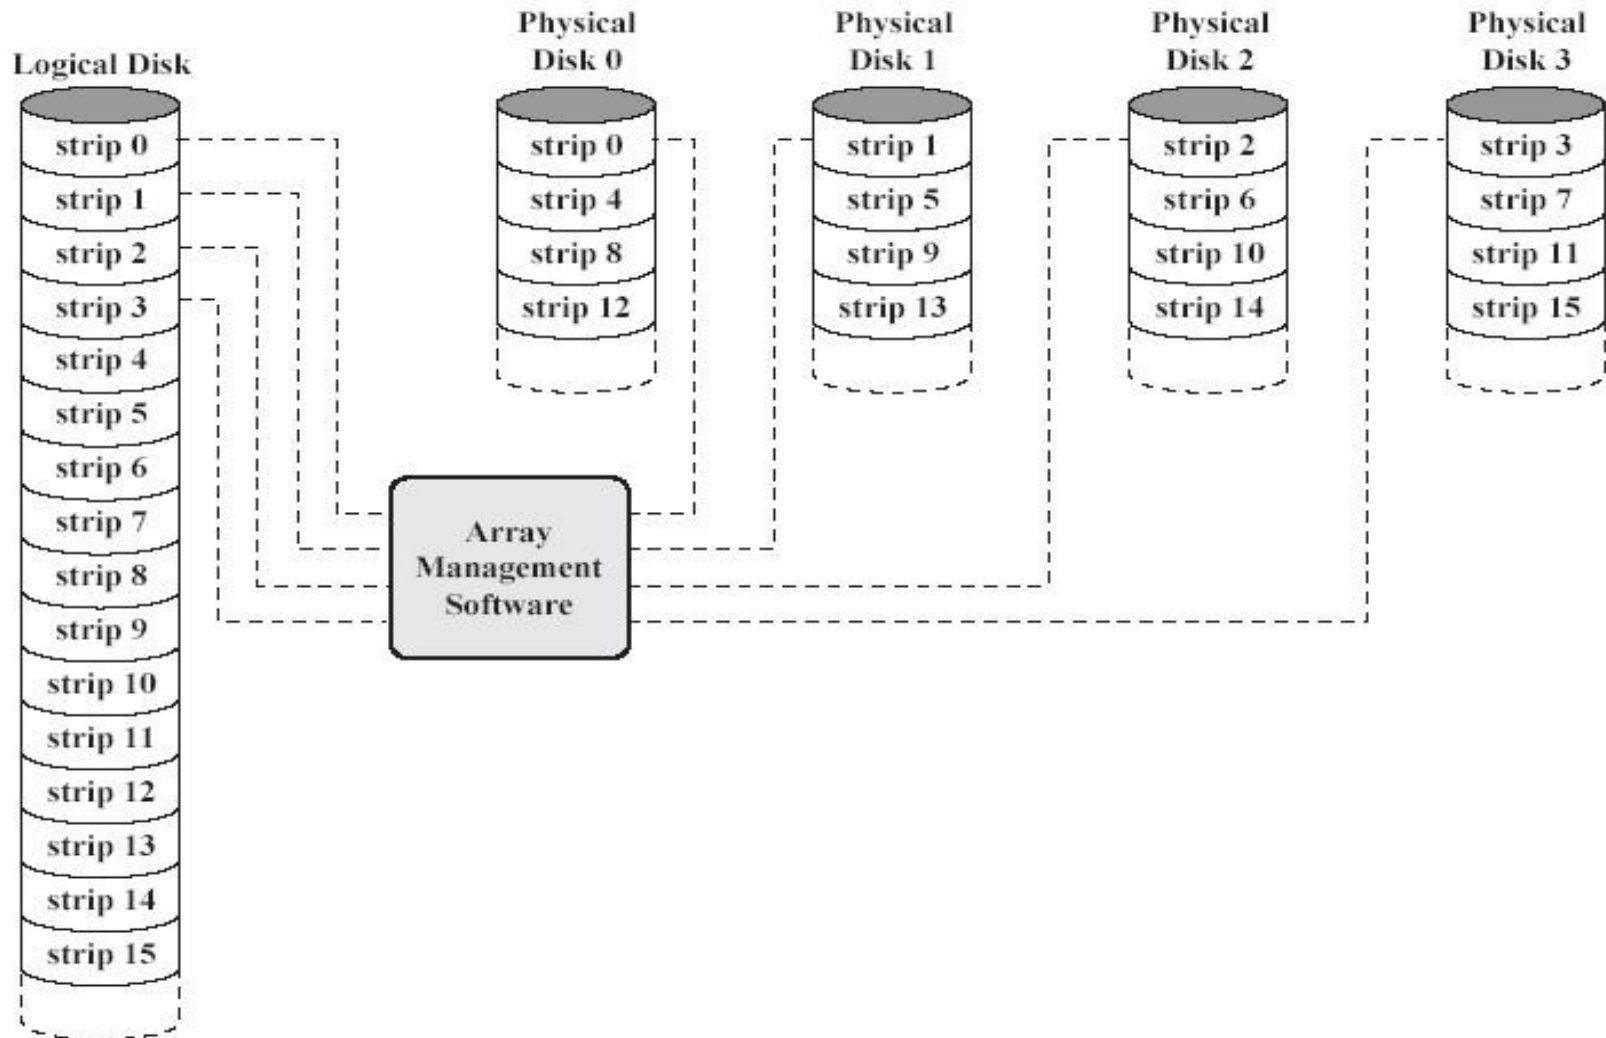 Logical Disk
strip 0
strip 1
strip 2
strip 3
strip 4
strip 5
strip 6
strip 7
strip 8
strip 9
strip 10
strip 11
strip 12
strip 13
strip 14
strip 15
Physical
Disk 0
strip 0
strip 4
strip 8
strip 12
Physical
Disk 1
strip 1
strip 5
strip 9
strip 13
Physical
Disk 2
strip 2
strip 6
strip 10
strip 14
Physical
Disk 3
strip 3
strip 7
strip 11
strip 15
Array
Management
Software